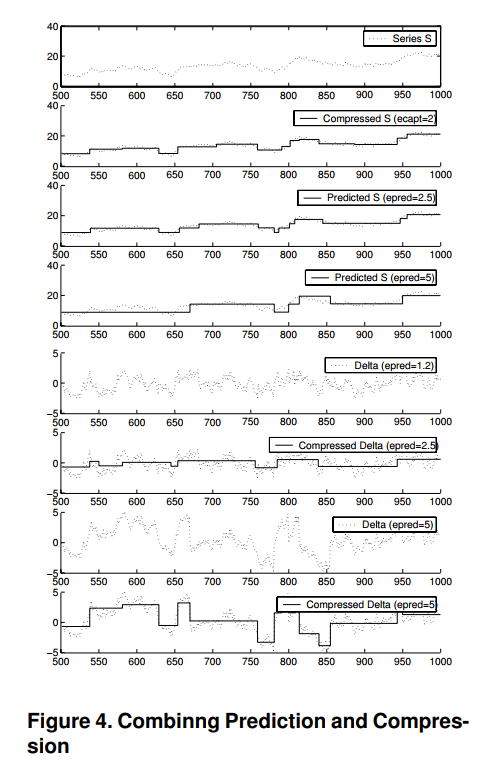 40
Series S
20
0
500 550 600 650 700 750 800 850 900 950 1000
40
Compressed S (ecapt=2)
20
0
500 550 600 650 700 750 800 850 900 950 1000
40
Predicted S (epred=2.5)
20
0
500 550 600 650 700 750 800 850 900 950 1000
40
Predicted S (epred=5)
20
0
500 550 600 650 700 750 800 850 900 950 1000
5
Delta (epred=1.2)
0
−5
500 550 600 650 700 750 800 850 900 950 1000
5
Compressed Delta (epred=2.5)
0
−5
500 550 600 650 700 750 800 850 900 950 1000
5
Delta (epred=5)
0
−5
500 550 600 650 700 750 800 850 900 950 1000
5
Compressed Delta (epred=5)
0
−5
500 550 600 650 700 750 800 850 900 950 1000
Figure 4. Combinng Prediction and Compres-
sion